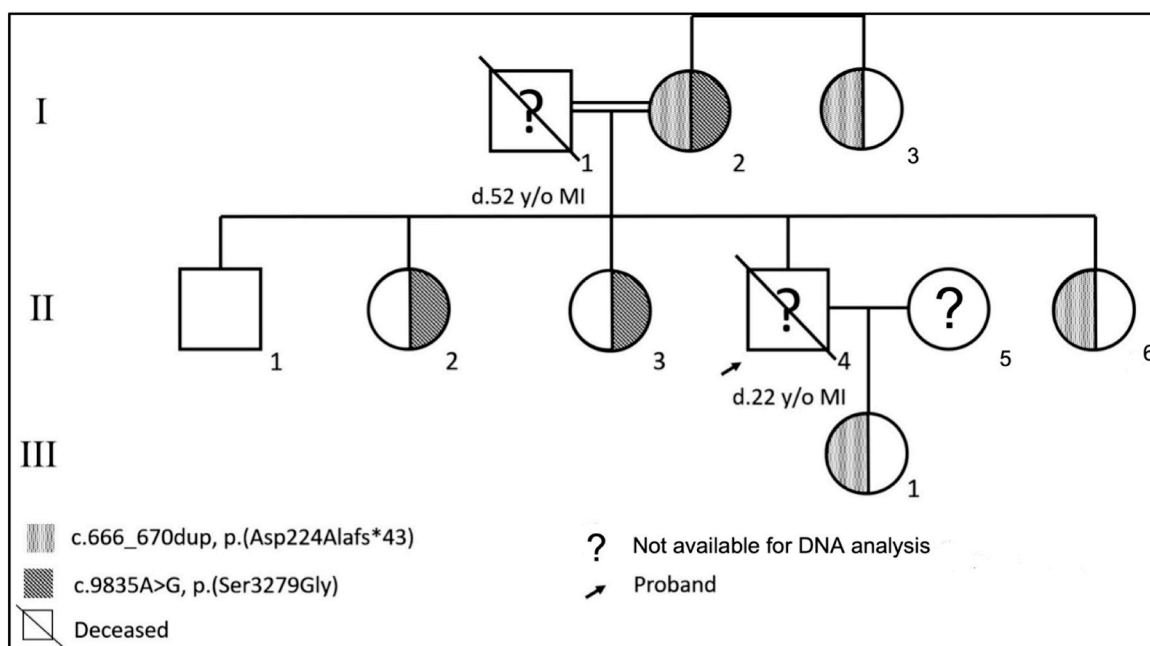 I
?
1
2
3
d.52 y/o MI
II
1
2
3
?
4
?
5
6
d.22 y/o MI
III
1
c.666_670dup, p.(Asp224Alafs*43)
c.9835A>G, p.(Ser3279Gly)
Deceased
? Not available for DNA analysis
Proband